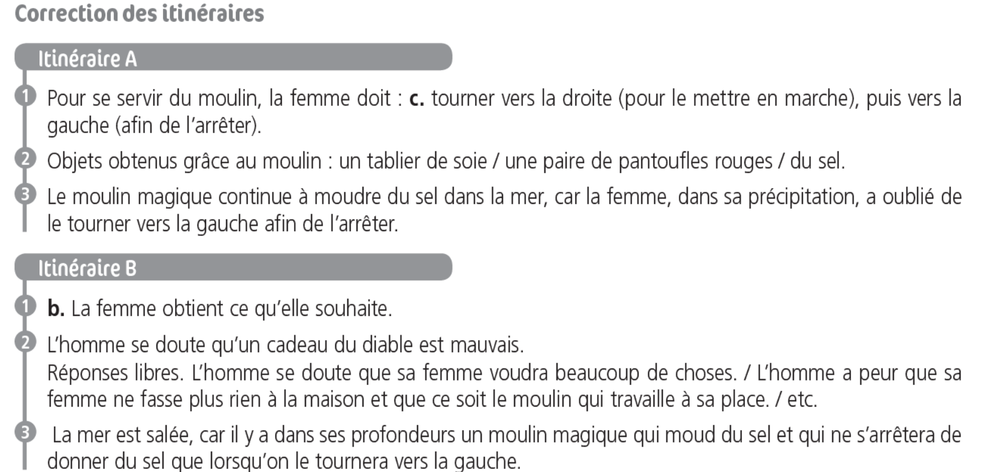 Correction des itinéraires
Itinéraire A
1 Pour se servir du moulin, la femme doit : c. tourner vers la droite (pour le mettre en marche), puis vers la
gauche (afin de l'arrêter).
2 Objets obtenus grâce au moulin : un tablier de soie / une paire de pantoufles rouges / du sel.
3 Le moulin magique continue à moudre du sel dans la mer, car la femme, dans sa précipitation, a oublié de
le tourner vers la gauche afin de l'arrêter.
Itinéraire B
1 b. La femme obtient ce qu'elle souhaite.
2 L'homme se doute qu'un cadeau du diable est mauvais.
Réponses libres. L'homme se doute que sa femme voudra beaucoup de choses. / L'homme a peur que sa
femme ne fasse plus rien à la maison et que ce soit le moulin qui travaille à sa place. / etc.
3 La mer est salée, car il y a dans ses profondeurs un moulin magique qui moud du sel et qui ne s'arrêtera de
donner du sel que lorsqu'on le tournera vers la gauche.